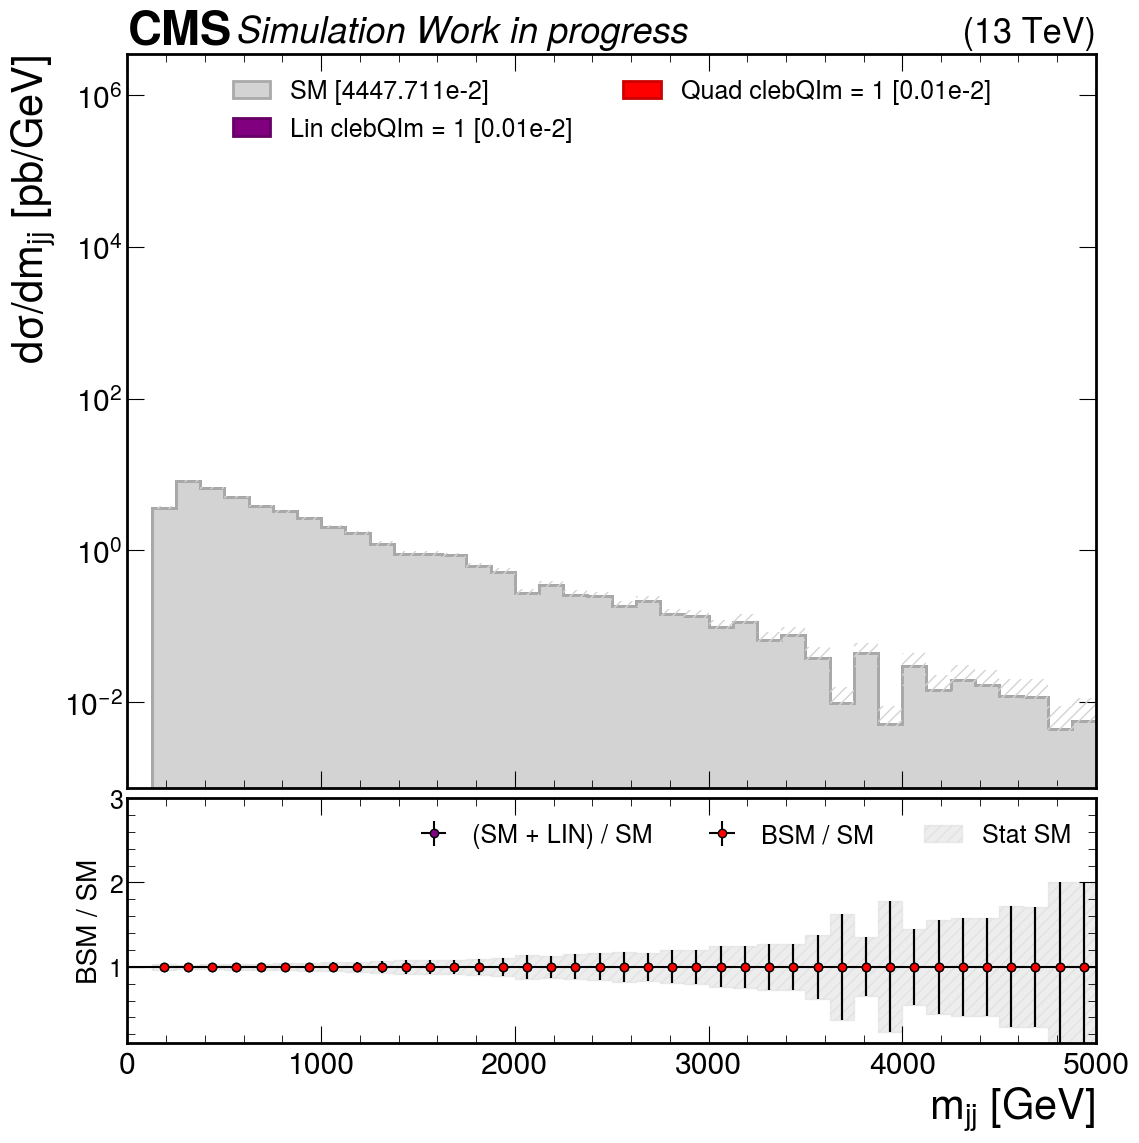 CMS Simulation Work in progress (13 TeV)
dσ/dm_jj [pb/GeV]
SM [4447.711e-2]
Quad clebQIm = 1 [0.01e-2]
Lin clebQIm = 1 [0.01e-2]
10^6
10^4
10^2
10^0
10^−2
BSM / SM
(SM + LIN) / SM
BSM / SM
Stat SM
3
2
1
0 1000 2000 3000 4000 5000
m_jj [GeV]